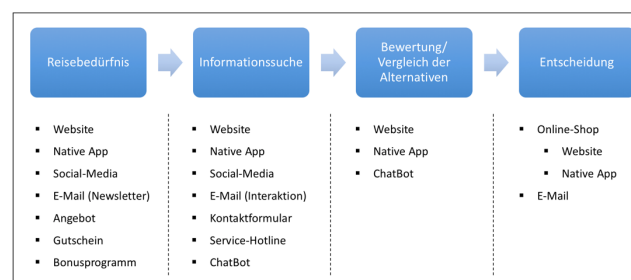 Reisebedürfnis
Informationssuche
Bewertung/
Vergleich der
Alternativen
Entscheidung
Website
Native App
Social-Media
E-Mail (Newsletter)
Angebot
Gutschein
Bonusprogramm
Website
Native App
Social-Media
E-Mail (Interaktion)
Kontaktformular
Service-Hotline
ChatBot
Website
Native App
ChatBot
Online-Shop
Website
Native App
E-Mail